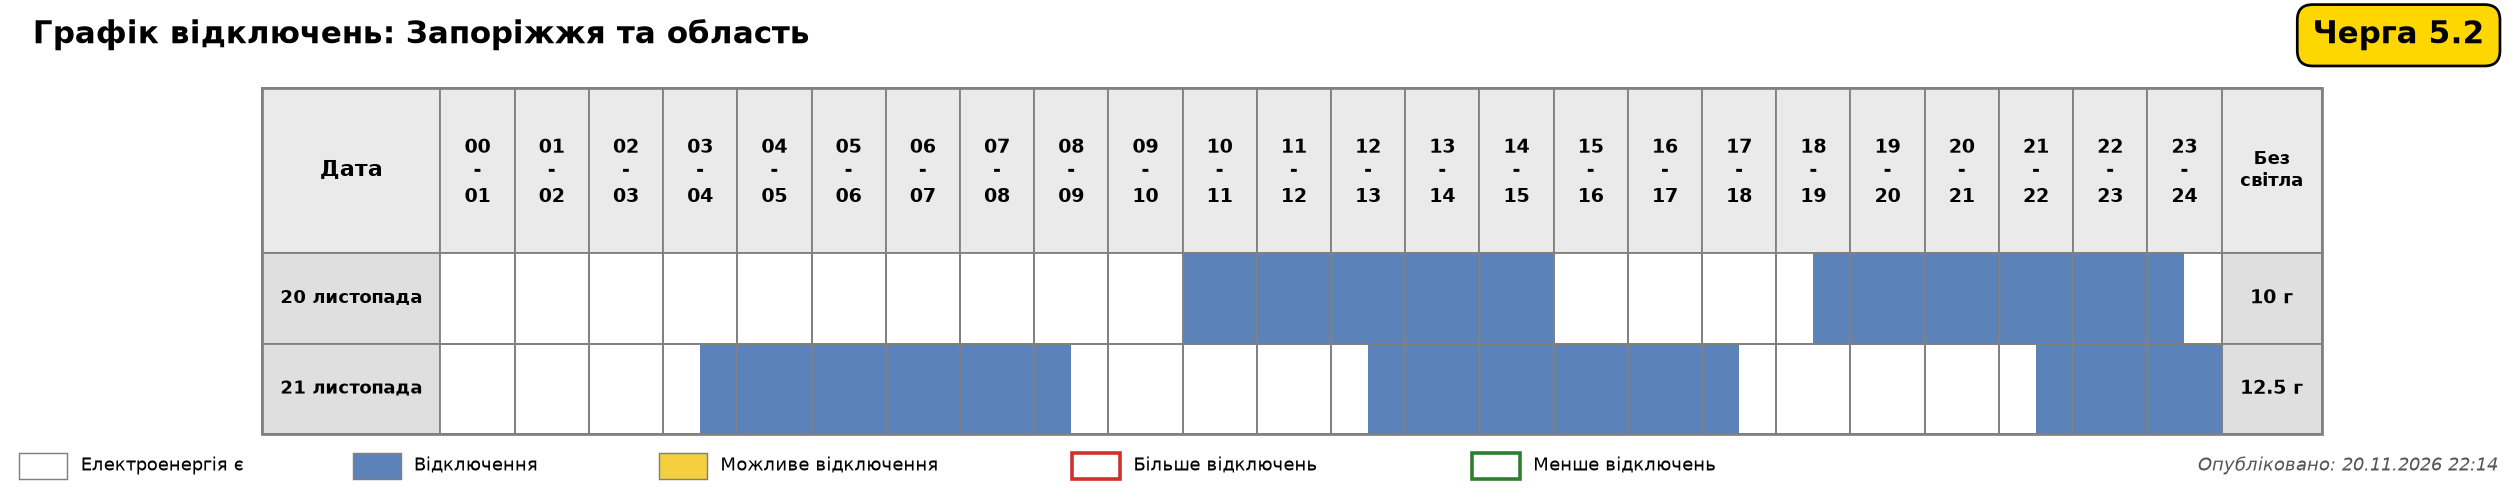 Графік відключень: Запоріжжя та область
Черга 5.2
Дата 00 - 01 01 - 02 02 - 03 03 - 04 04 - 05 05 - 06 06 - 07 07 - 08 08 - 09 09 - 10 10 - 11 11 - 12 12 - 13 13 - 14 14 - 15 15 - 16 16 - 17 17 - 18 18 - 19 19 - 20 20 - 21 21 - 22 22 - 23 23 - 24 Без світла
20 листопада 10 г
21 листопада 12.5 г
Електроенергія є Відключення Можливе відключення Більше відключень Менше відключень Опубліковано: 20.11.2026 22:14